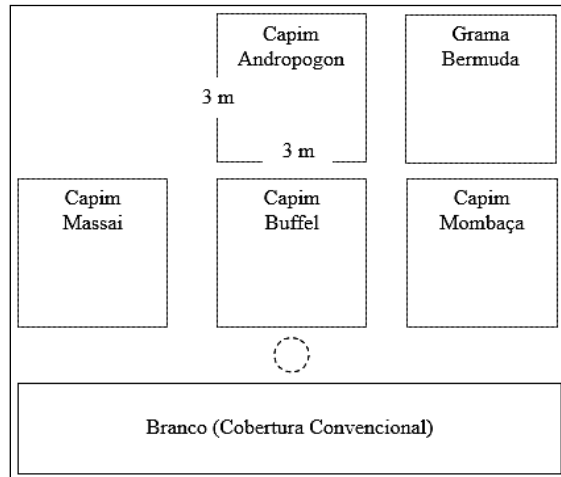 Capim
Andropogon
Grama
Bermuda
3 m
3 m
Capim
Massai
Capim
Buffel
Capim
Mombaça
Branco (Cobertura Convencional)